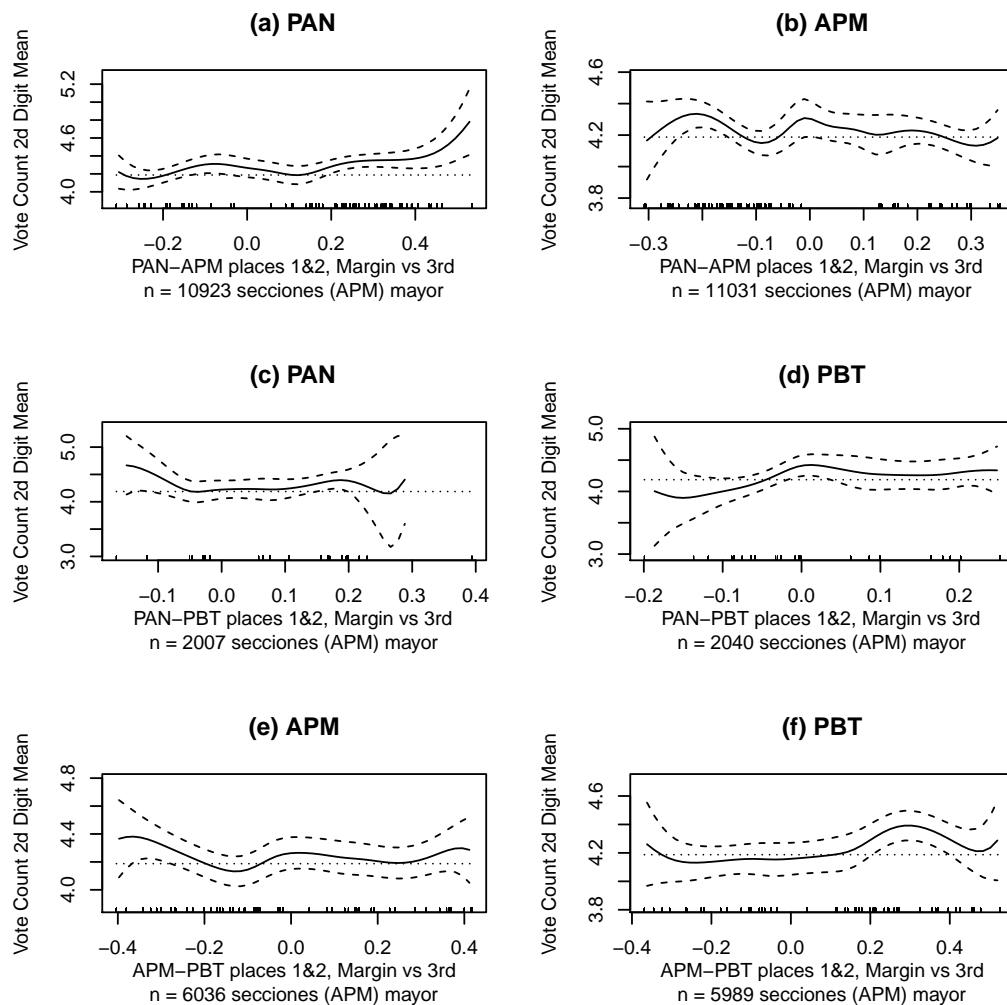 (a) PAN
Vote Count 2d Digit Mean
4.0 4.6 5.2
−0.2 0.0 0.2 0.4
PAN−APM places 1&2, Margin vs 3rd
n = 10923 secciones (APM) mayor
(b) APM
Vote Count 2d Digit Mean
3.8 4.2 4.6
−0.3 −0.1 0.1 0.2 0.3
PAN−APM places 1&2, Margin vs 3rd
n = 11031 secciones (APM) mayor
(c) PAN
Vote Count 2d Digit Mean
3.0 4.0 5.0
−0.1 0.0 0.1 0.2 0.3 0.4
PAN−PBT places 1&2, Margin vs 3rd
n = 2007 secciones (APM) mayor
(d) PBT
Vote Count 2d Digit Mean
3.0 4.0 5.0
−0.2 −0.1 0.0 0.1 0.2
PAN−PBT places 1&2, Margin vs 3rd
n = 2040 secciones (APM) mayor
(e) APM
Vote Count 2d Digit Mean
4.0 4.4 4.8
−0.4 −0.2 0.0 0.2 0.4
APM−PBT places 1&2, Margin vs 3rd
n = 6036 secciones (APM) mayor
(f) PBT
Vote Count 2d Digit Mean
3.8 4.2 4.6
−0.4 −0.2 0.0 0.2 0.4
APM−PBT places 1&2, Margin vs 3rd
n = 5989 secciones (APM) mayor